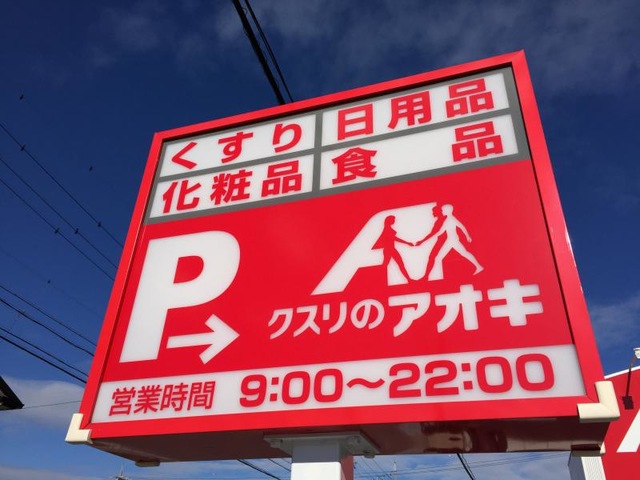 くすり 日用品
化粧品 食品
P→
クスリのアオキ
営業時間 9:00～22:00